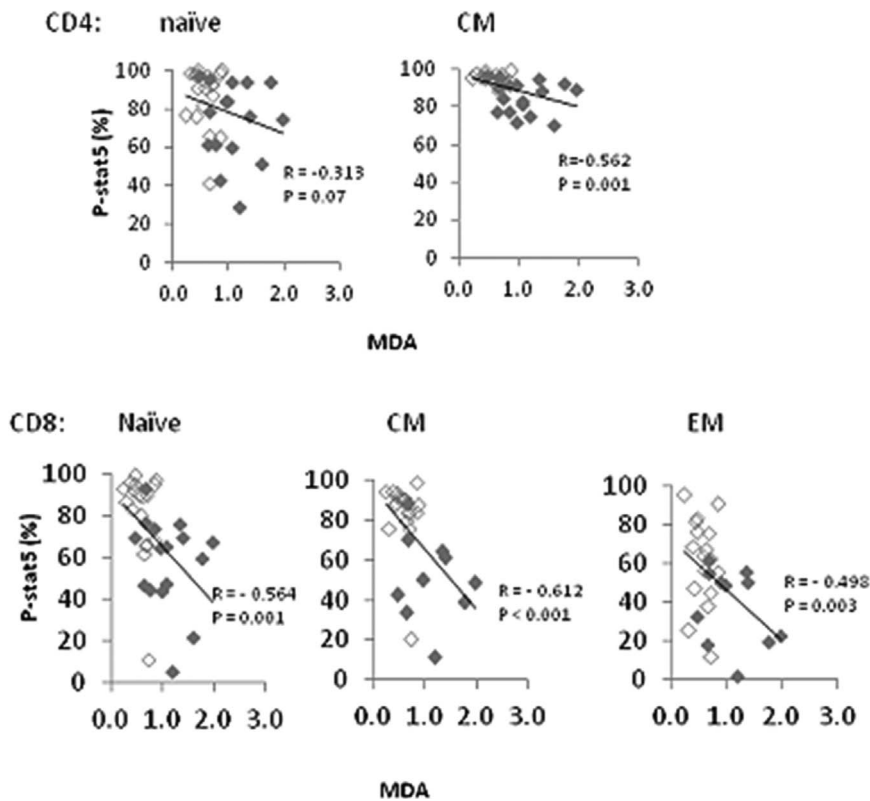 CD4: naïve CM
100
80
60
40
20
0
P-stat5 (%)
R = -0.313
P = 0.07
0.0 1.0 2.0 3.0
100
80
60
40
20
0
R=-0.562
P = 0.001
0.0 1.0 2.0 3.0
MDA
CD8: Naïve CM EM
100
80
60
40
20
0
P-stat5 (%)
R = - 0.564
P = 0.001
0.0 1.0 2.0 3.0
100
80
60
40
20
0
R = - 0.612
P < 0.001
0.0 1.0 2.0 3.0
100
80
60
40
20
0
R = - 0.498
P = 0.003
0.0 1.0 2.0 3.0
MDA